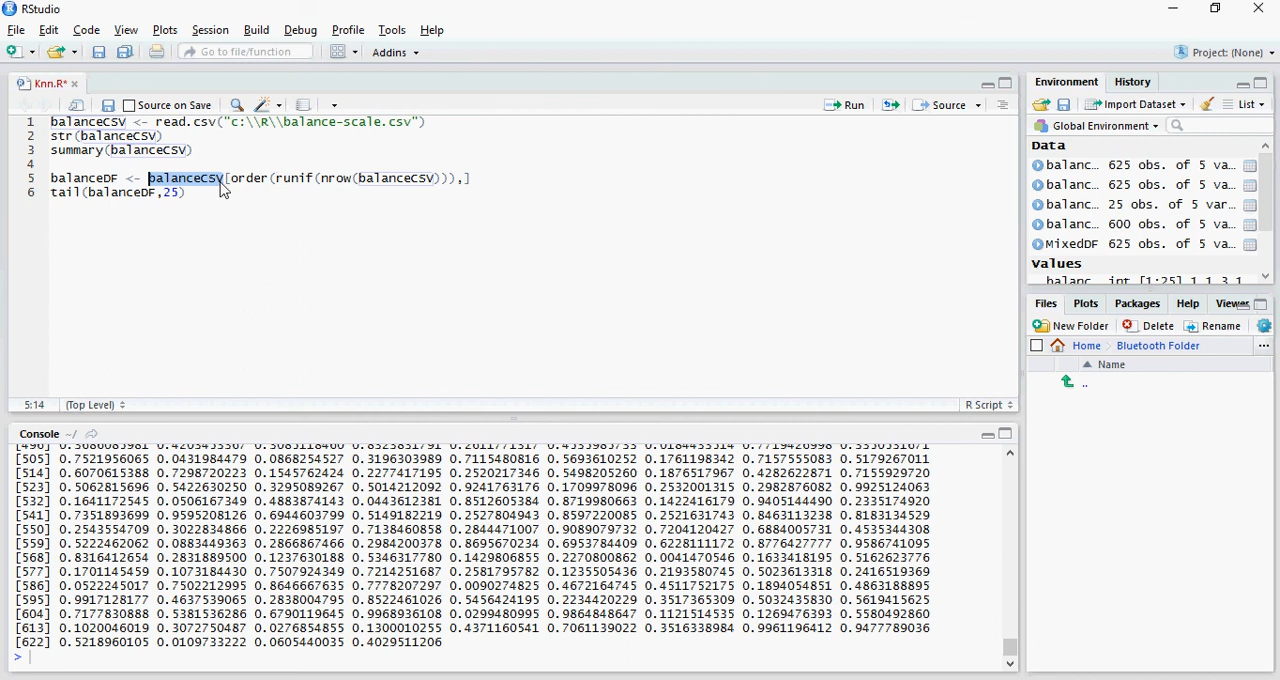 RStudio
File Edit Code View Plots Session Build Debug Profile Tools Help
Go to file/function Addins Project: (None)
Knn.R*
Source on Save Run Source
1 balanceCSV <- read.csv("c:\\R\\balance-scale.csv")
2 str(balanceCSV)
3 summary(balanceCSV)
4
5 balanceDF <- balanceCSV[order(runif(nrow(balanceCSV))),]
6 tail(balanceDF,25)
5:14 (Top Level) R Script
Console ~/
[505] 0.7521956065 0.0431984479 0.0868264527 0.3196303989 0.7115480816 0.5693610252 0.1761198342 0.7157555083 0.5179267011
[514] 0.6070615388 0.7298720223 0.1545762424 0.2277417195 0.2520217346 0.5498205260 0.1876517967 0.4282622871 0.7155929720
[523] 0.5062815696 0.5422630250 0.3295089267 0.5014212092 0.9241763176 0.1709978096 0.2532001315 0.2982876082 0.9925124063
[532] 0.1641172545 0.0506167349 0.4883874143 0.0443612381 0.8512605384 0.8719980663 0.1422416179 0.9405144490 0.2335174920
[541] 0.7351893699 0.9595208126 0.6944603799 0.5149182219 0.2527804943 0.8597220085 0.2521631743 0.8463113238 0.8183134529
[550] 0.2543554709 0.3022834866 0.2226985197 0.7138460858 0.2844471007 0.9089079732 0.7204120427 0.6884005731 0.4535344308
[559] 0.5222462062 0.0883449363 0.2866867466 0.2984200378 0.8695670234 0.6953784409 0.6228111172 0.8776427777 0.9586741095
[568] 0.8316412654 0.2831889500 0.1237630188 0.5346317780 0.1429806855 0.2270800862 0.0041470546 0.1633418195 0.5162623776
[577] 0.1701145459 0.1073184430 0.7507924349 0.7214251687 0.2581795782 0.1235505436 0.2193580745 0.5023613318 0.2416519369
[586] 0.0522245017 0.7502212995 0.8646667635 0.7778207297 0.0090274825 0.4672164745 0.4511752175 0.1894054851 0.4863188895
[595] 0.9917128177 0.4637539065 0.2838004795 0.8522461026 0.5456424195 0.2234420229 0.3517365309 0.5032435830 0.5619415625
[604] 0.7177830888 0.5381536286 0.6790119645 0.9968936108 0.0299480995 0.9864848647 0.1121514535 0.1269476393 0.5580492860
[613] 0.1020046019 0.3072750487 0.0276854855 0.1300010255 0.4371160541 0.7061139022 0.3516338984 0.9961196412 0.9477789036
[622] 0.5218960105 0.0109733222 0.0605440035 0.4029511206
>
Environment History
Import Dataset List
Global Environment
Data
balanc… 625 obs. of 5 va…
balanc… 625 obs. of 5 va…
balanc… 25 obs. of 5 var…
balanc… 600 obs. of 5 va…
MixedDF 625 obs. of 5 va…
Values
balanc… int [1:25] 1 1 3 1
Files Plots Packages Help Viewer
New Folder Delete Rename
Home Bluetooth Folder ...
Name
..